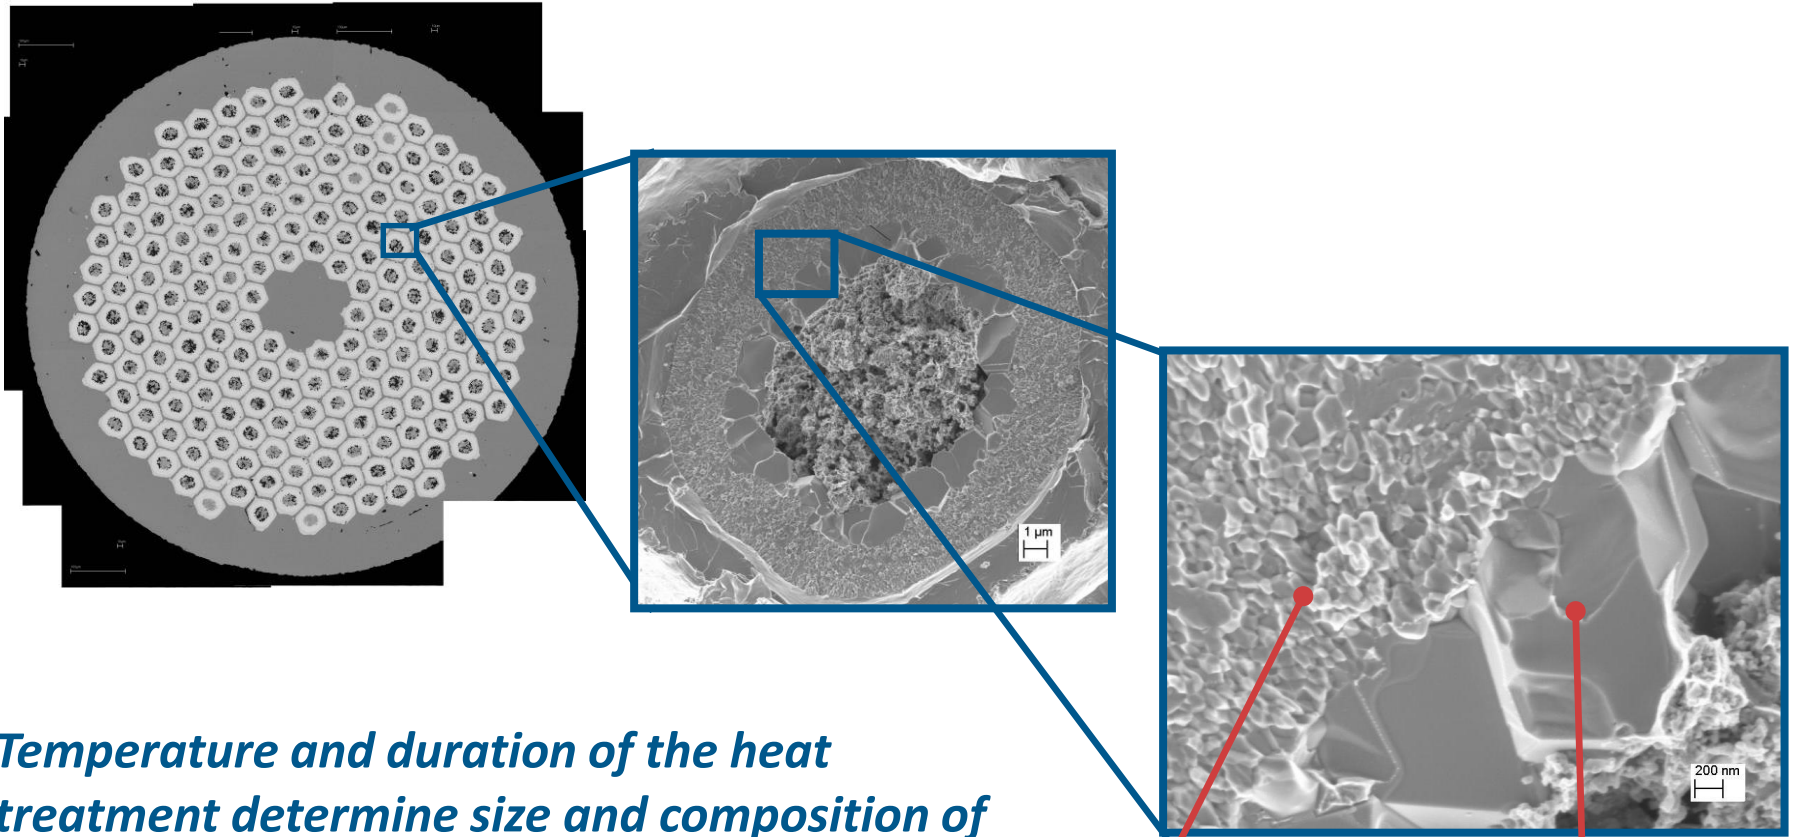 1 µm
200 nm
Temperature and duration of the heat
treatment determine size and composition of